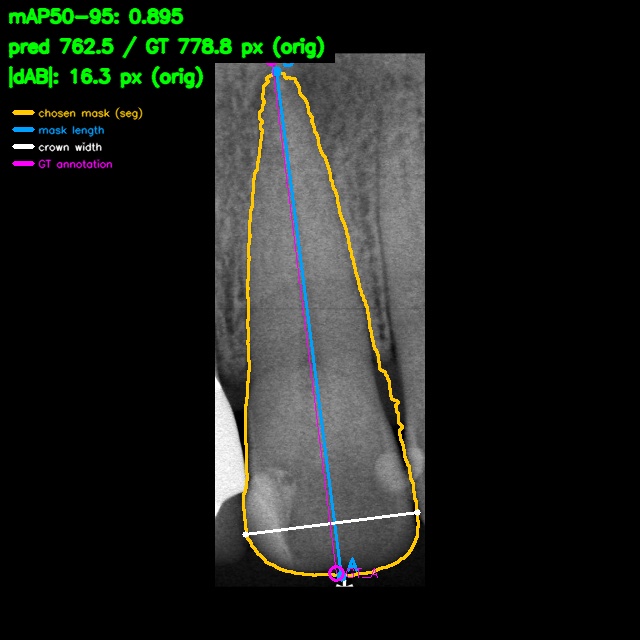 mAP50-95: 0.895
pred 762.5 / GT 778.8 px (orig)
|dAB|: 16.3 px (orig)
chosen mask (seg)
mask length
crown width
GT annotation
A